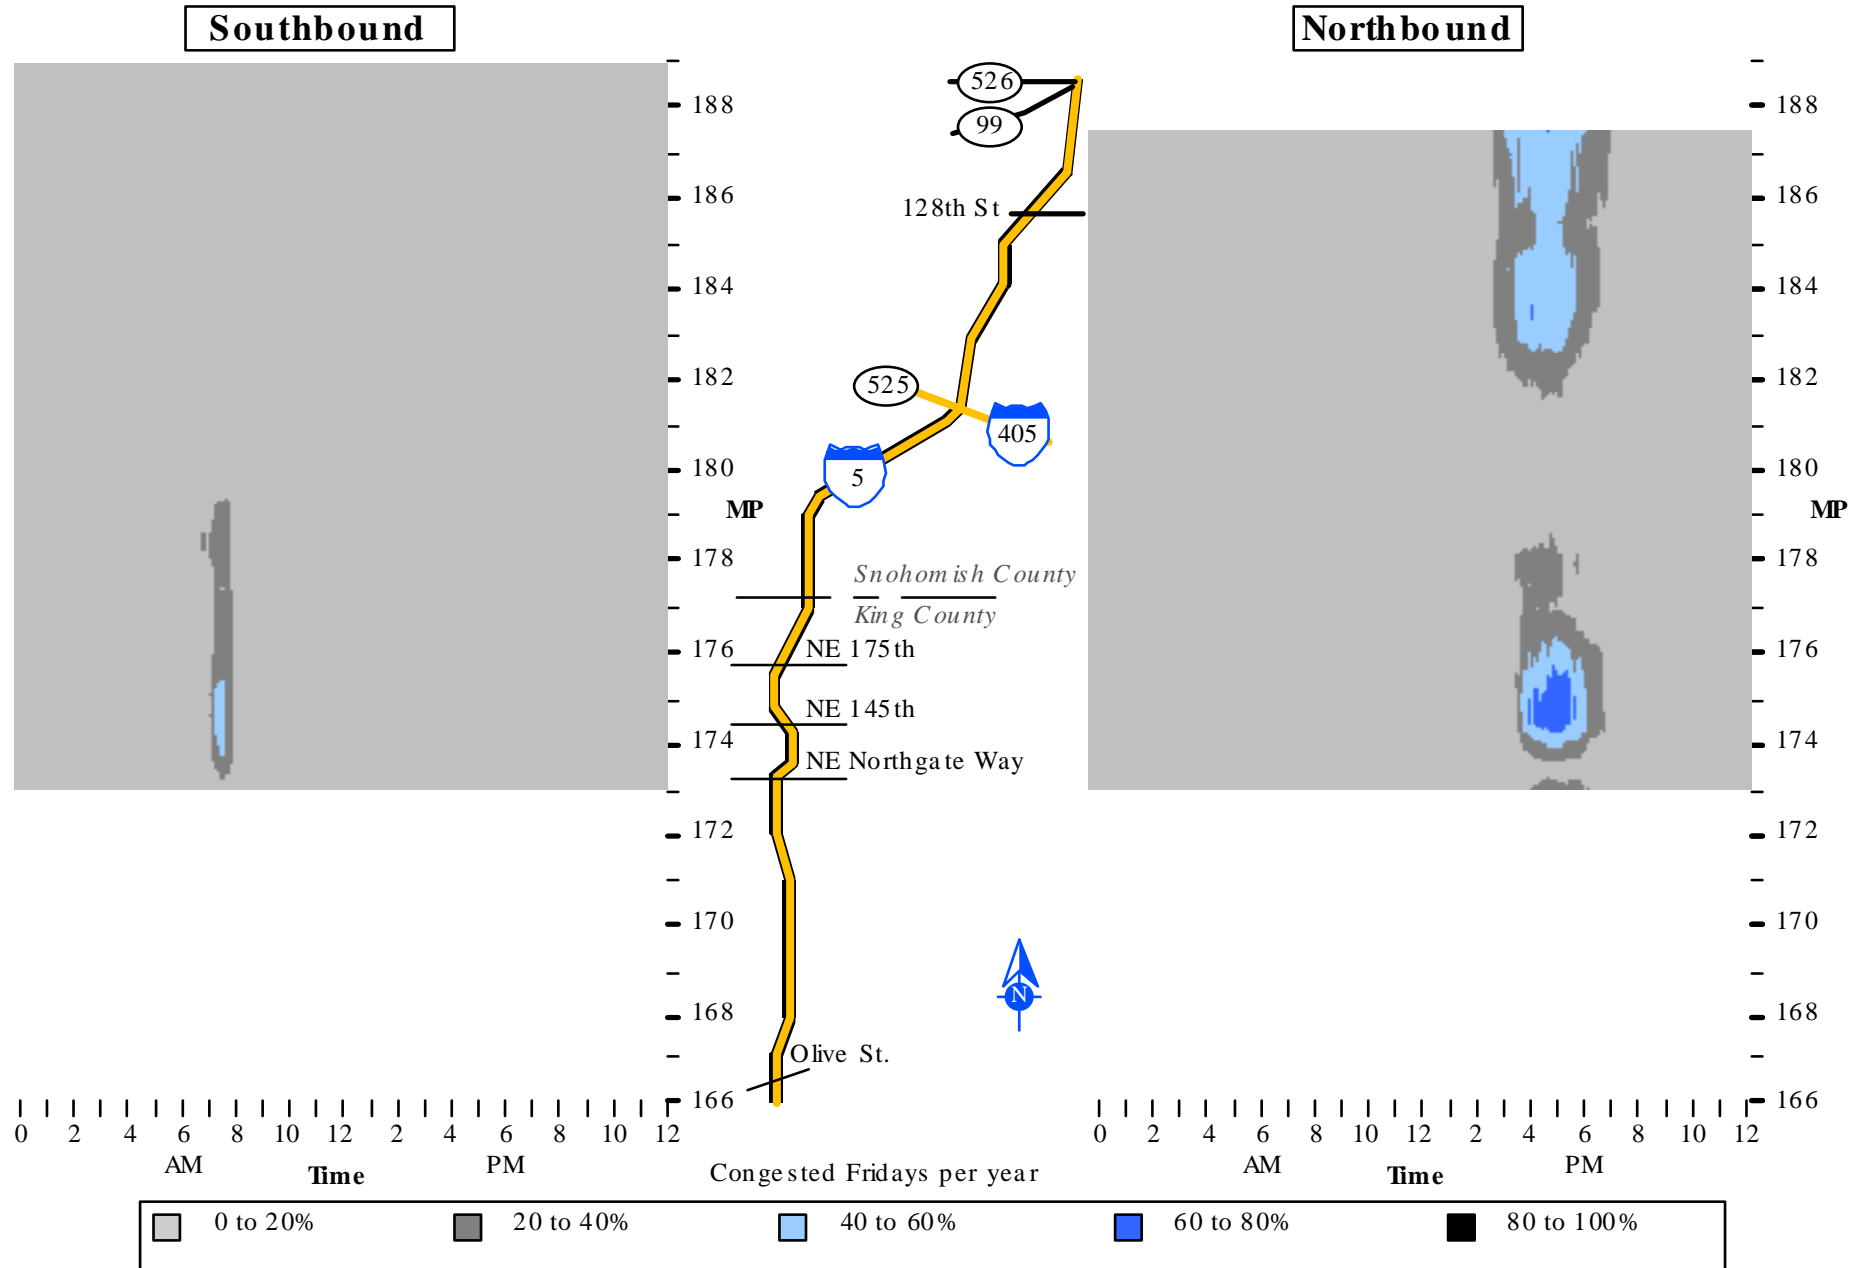 Southbound
Northbound
188
186
184
182
180
MP
178
176
174
172
170
168
166
526
99
128th St
525
405
5
Snohomish County
King County
NE 175th
NE 145th
NE Northgate Way
N
Olive St.
188
186
184
182
180
MP
178
176
174
172
170
168
166
0 2 4 6 8 10 12 2 4 6 8 10 12
AM PM
Time
0 2 4 6 8 10 12 2 4 6 8 10 12
AM PM
Time
Congested Fridays per year
0 to 20% 20 to 40% 40 to 60% 60 to 80% 80 to 100%